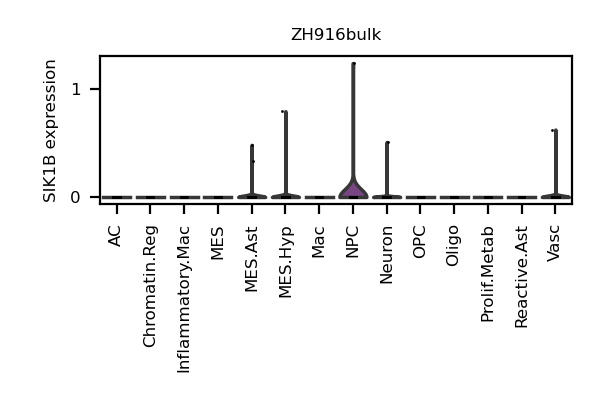 ZH916bulk
SIK1B expression
1
0
AC
Chromatin.Reg
Inflammatory.Mac
MES
MES.Ast
MES.Hyp
Mac
NPC
Neuron
OPC
Oligo
Prolif.Metab
Reactive.Ast
Vasc